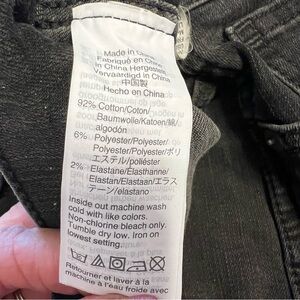 Made in China
Fabriqué en China
In China Hergestellt
Vervaardigd in China
中国製
Hecho en China
92% Cotton/Coton/
Baumwolle/Katoen/綿/
algodón
6% Polyester/Polyester/
Polyester/Polyester/ポリ
エステル/poliéster
2% Elastane/Élasthanne/
Elastan/Elastaan/エラス
テーン/elastano
Inside out machine wash
cold with like colors.
Non-chlorine bleach only.
Tumble dry low. Iron on
lowest setting.
Retourner et laver à la
machine à l'eau froide avec